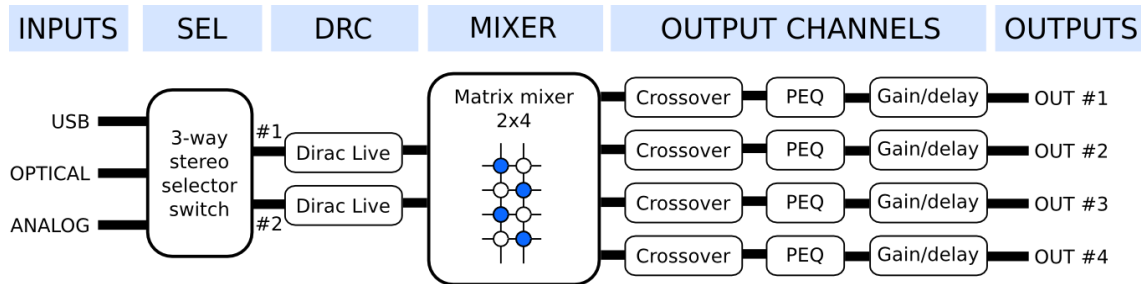 INPUTS SEL DRC MIXER OUTPUT CHANNELS OUTPUTS
USB
OPTICAL
ANALOG
3-way
stereo
selector
switch
#1
#2
Dirac Live
Dirac Live
Matrix mixer
2x4
Crossover PEQ Gain/delay OUT #1
Crossover PEQ Gain/delay OUT #2
Crossover PEQ Gain/delay OUT #3
Crossover PEQ Gain/delay OUT #4